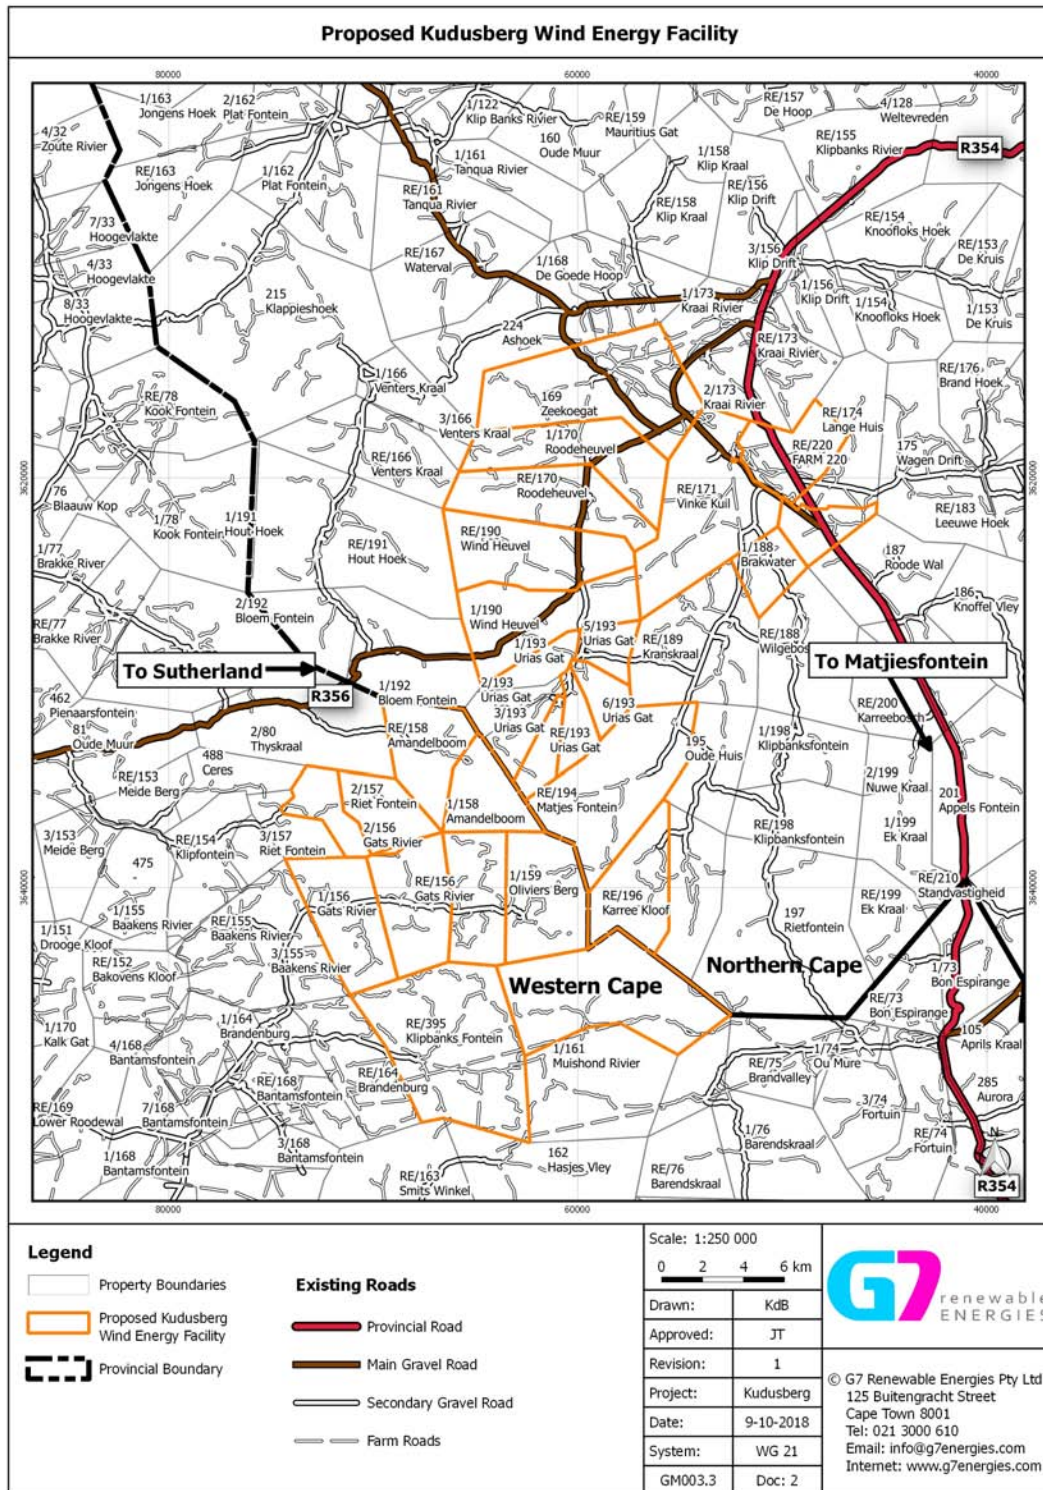 Proposed Kudusberg Wind Energy Facility
80000
60000
40000
1/163
Jongens Hoek
2/162
Plat Fontein
1/122
Klip Banks Rivier
RE/159
Mauritius Gat
RE/157
De Hoop
4/128
Weltevreden
4/32
Zoute Rivier
160
Oude Muur
RE/155
Klipbanks Rivier
R354
RE/163
Jongens Hoek
1/162
Plat Fontein
1/161
Tanqua Rivier
1/158
Klip Kraal
RE/161
Tanqua Rivier
RE/156
Klip Drift
RE/158
Klip Kraal
RE/154
Knoofloks Hoek
7/33
Hoogevlakte
RE/167
Waterval
1/168
De Goede Hoop
3/156
Klip Drift
RE/153
De Kruis
4/33
Hoogevlakte
215
Klappieshoek
1/173
Kraai Rivier
1/156
Klip Drift
1/154
Knoofloks Hoek
1/153
De Kruis
8/33
Hoogevlakte
224
Ashoek
RE/173
Kraai Rivier
1/166
Venters Kraal
RE/176
Brand Hoek
RE/78
Kook Fontein
169
Zeekoegat
2/173
Kraai Rivier
3/166
Venters Kraal
RE/174
Lange Huis
1/170
Roodeheuvel
RE/220
FARM 220
175
Wagen Drift
RE/166
Venters Kraal
3620000
3620000
76
Blaauw Kop
RE/170
Roodeheuvel
RE/171
Vinke Kuil
RE/183
Leeuwe Hoek
1/78
Kook Fontein
1/191
Hout Hoek
RE/190
Wind Heuvel
RE/191
Hout Hoek
1/188
Brakwater
187
Roode Wal
1/77
Brakke River
186
Knoffel Vley
2/192
Bloem Fontein
1/190
Wind Heuvel
RE/77
Brakke River
5/193
Urias Gat
1/193
Urias Gat
RE/189
Kranskraal
RE/188
Wilgebos
To Sutherland
To Matjiesfontein
R356
1/192
Bloem Fontein
2/193
Urias Gat
462
Pienaarsfontein
3/193
Urias Gat
6/193
Urias Gat
RE/200
Karreebosch
81
Oude Muur
2/80
Thyskraal
RE/158
Amandelboom
RE/193
Urias Gat
195
Oude Huis
1/198
Klipbanksfontein
488
Ceres
RE/153
Meide Berg
2/157
Riet Fontein
RE/194
Matjes Fontein
2/199
Nuwe Kraal
201
Appels Fontein
1/158
Amandelboom
3/153
Meide Berg
RE/154
Klipfontein
3/157
Riet Fontein
2/156
Gats Rivier
RE/198
Klipbanksfontein
1/199
Ek Kraal
475
3640000
3640000
1/156
Gats Rivier
RE/156
Gats Rivier
1/159
Oliviers Berg
RE/196
Karree Kloof
RE/210
Standvastigheid
RE/199
Ek Kraal
1/155
Baakens Rivier
RE/155
Baakens Rivier
197
Rietfontein
1/151
Drooge Kloof
RE/152
Bakovens Kloof
3/155
Baakens Rivier
Northern Cape
Western Cape
1/73
Bon Espirange
RE/73
Bon Espirange
1/170
Kalk Gat
1/164
Brandenburg
RE/395
Klipbanks Fontein
105
Aprils Kraal
4/168
Bantamsfontein
1/161
Muishond Rivier
RE/75
Brandvalley
1/74
Ou Mure
RE/164
Brandenburg
RE/168
Bantamsfontein
285
Aurora
RE/169
Lower Roodewal
7/168
Bantamsfontein
3/74
Fortuin
1/168
Bantamsfontein
3/168
Bantamsfontein
1/76
Barendskraal
RE/74
Fortuin
N
162
Hasjes Vley
RE/163
Smits Winkel
RE/76
Barendskraal
R354
80000
60000
40000
Legend
Property Boundaries
Proposed Kudusberg
Wind Energy Facility
Provincial Boundary
Existing Roads
Provincial Road
Main Gravel Road
Secondary Gravel Road
Farm Roads
Scale: 1:250 000
0 2 4 6 km
Drawn: KdB
Approved: JT
Revision: 1
Project: Kudusberg
Date: 9-10-2018
System: WG 21
GM003.3 Doc: 2
G7
renewable
ENERGIES
© G7 Renewable Energies Py Ltd
125 Buitengracht Street
Cape Town 8001
Tel: 021 3000 610
Email: info@g7energies.com
Internet: www.g7energies.com